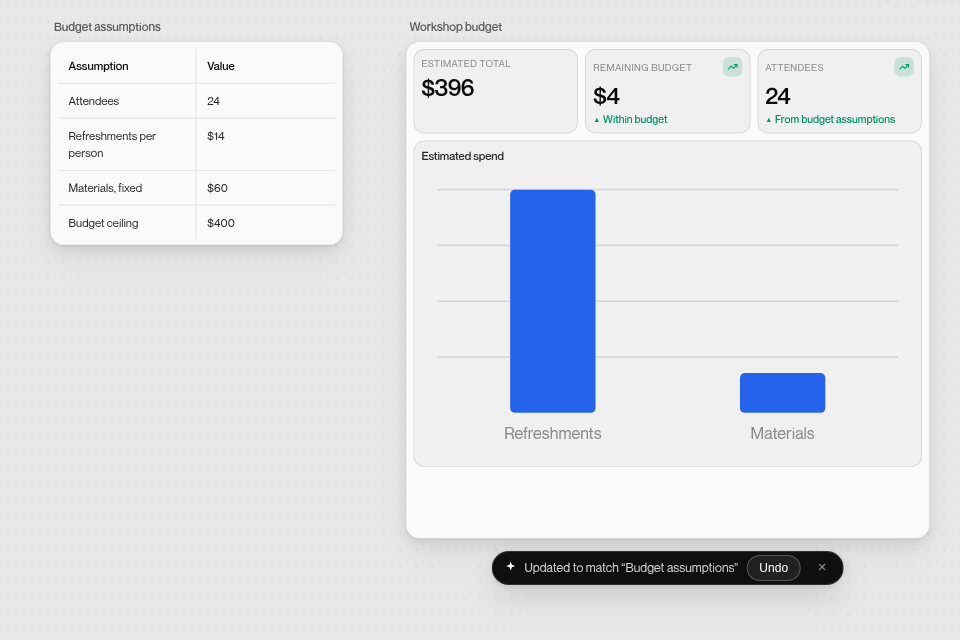 Budget assumptions
Assumption Value
Attendees 24
Refreshments per person $14
Materials, fixed $60
Budget ceiling $400
Workshop budget
ESTIMATED TOTAL
$396
REMAINING BUDGET
$4
▲ Within budget
ATTENDEES
24
▲ From budget assumptions
Estimated spend
Refreshments Materials
Updated to match “Budget assumptions” Undo ×